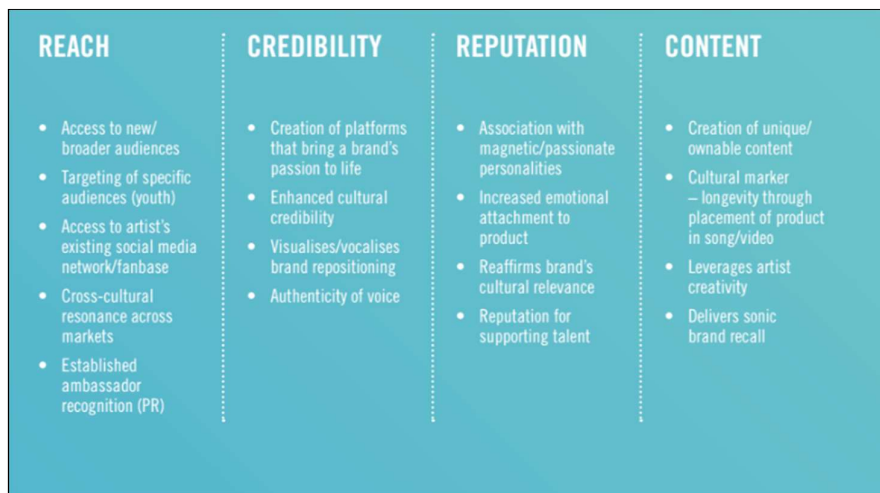 REACH
• Access to new/
broader audiences
• Targeting of specific
audiences (youth)
• Access to artist's
existing social media
network/fanbase
• Cross-cultural
resonance across
markets
• Established
ambassador
recognition (PR)
CREDIBILITY
• Creation of platforms
that bring a brand's
passion to life
• Enhanced cultural
credibility
• Visualises/vocalises
brand repositioning
• Authenticity of voice
REPUTATION
• Association with
magnetic/passionate
personalities
• Increased emotional
attachment to
product
• Reaffirms brand's
cultural relevance
• Reputation for
supporting talent
CONTENT
• Creation of unique/
ownable content
• Cultural marker
– longevity through
placement of product
in song/video
• Leverages artist
creativity
• Delivers sonic
brand recall